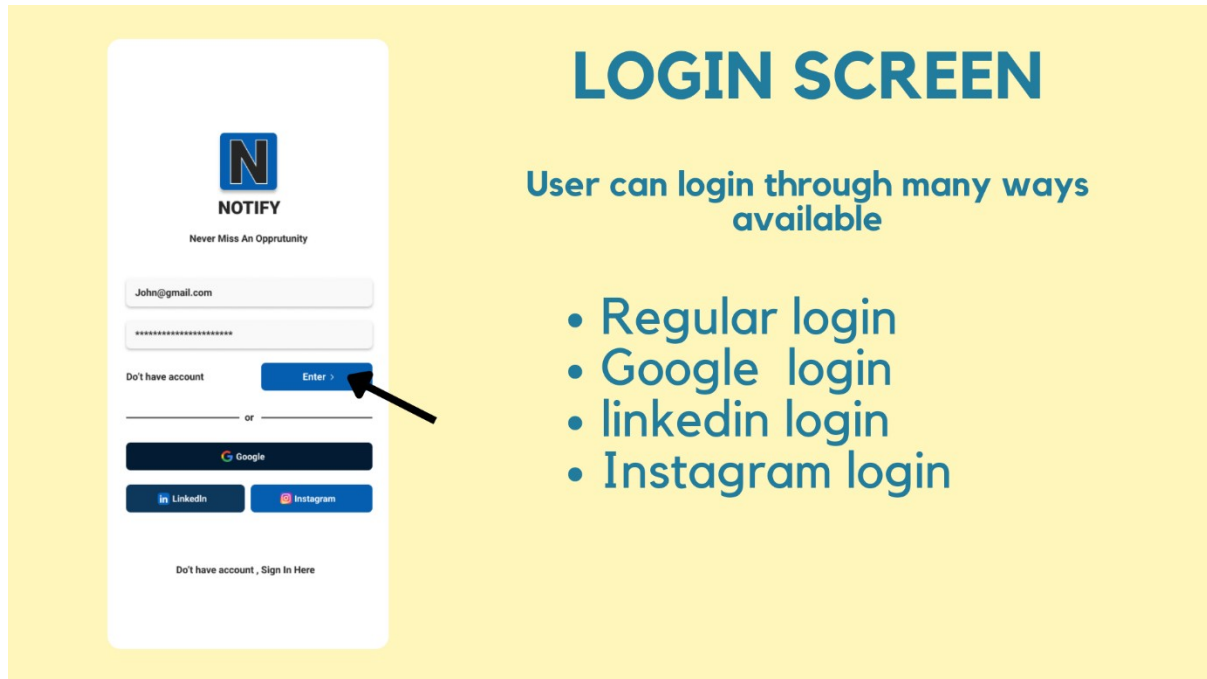 N
NOTIFY
Never Miss An Opprutunity
John@gmail.com
**********************
Do't have account
Enter >
or
Google
in LinkedIn
Instagram
Do't have account , Sign In Here
LOGIN SCREEN
User can login through many ways
available
• Regular login
• Google login
• linkedin login
• Instagram login